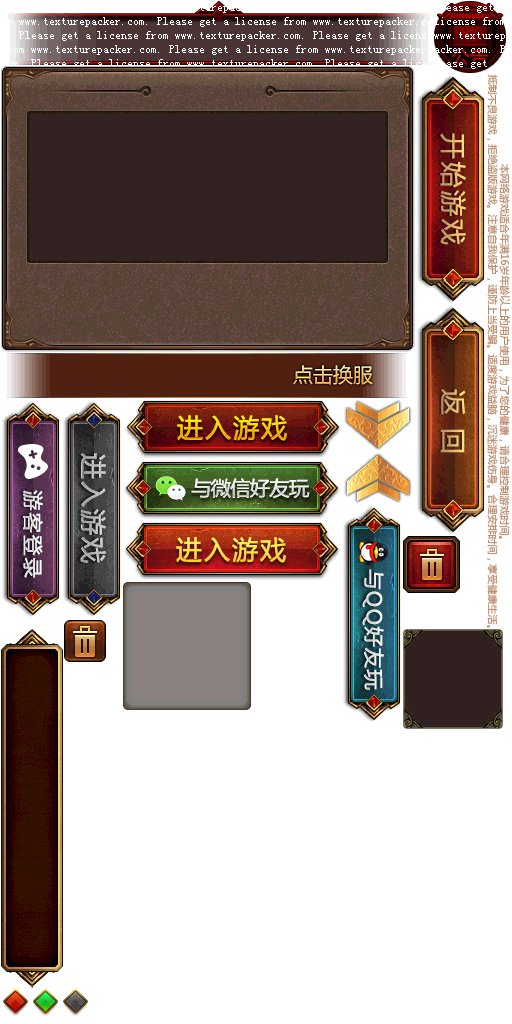 www.texturepacker.com. Please get a license from www.texturepacker.com
Please get a license from www.texturepacker.com. Please
www.texturepacker.com. Please get a license from www.texturepacker.com. P
Please get a license from www.texturepacker.com. Please get
开始游戏
本网络游戏适合年满16岁年龄以上的用户使用，为了您的健康，请合理控制游戏时间。
抵制不良游戏，拒绝盗版游戏。注意自我保护，谨防上当受骗。适度游戏益脑，沉迷游戏伤身。合理安排时间，享受健康生活。
返回
点击换服
进入游戏
与微信好友玩
进入游戏
游客登录
进入游戏
与QQ好友玩